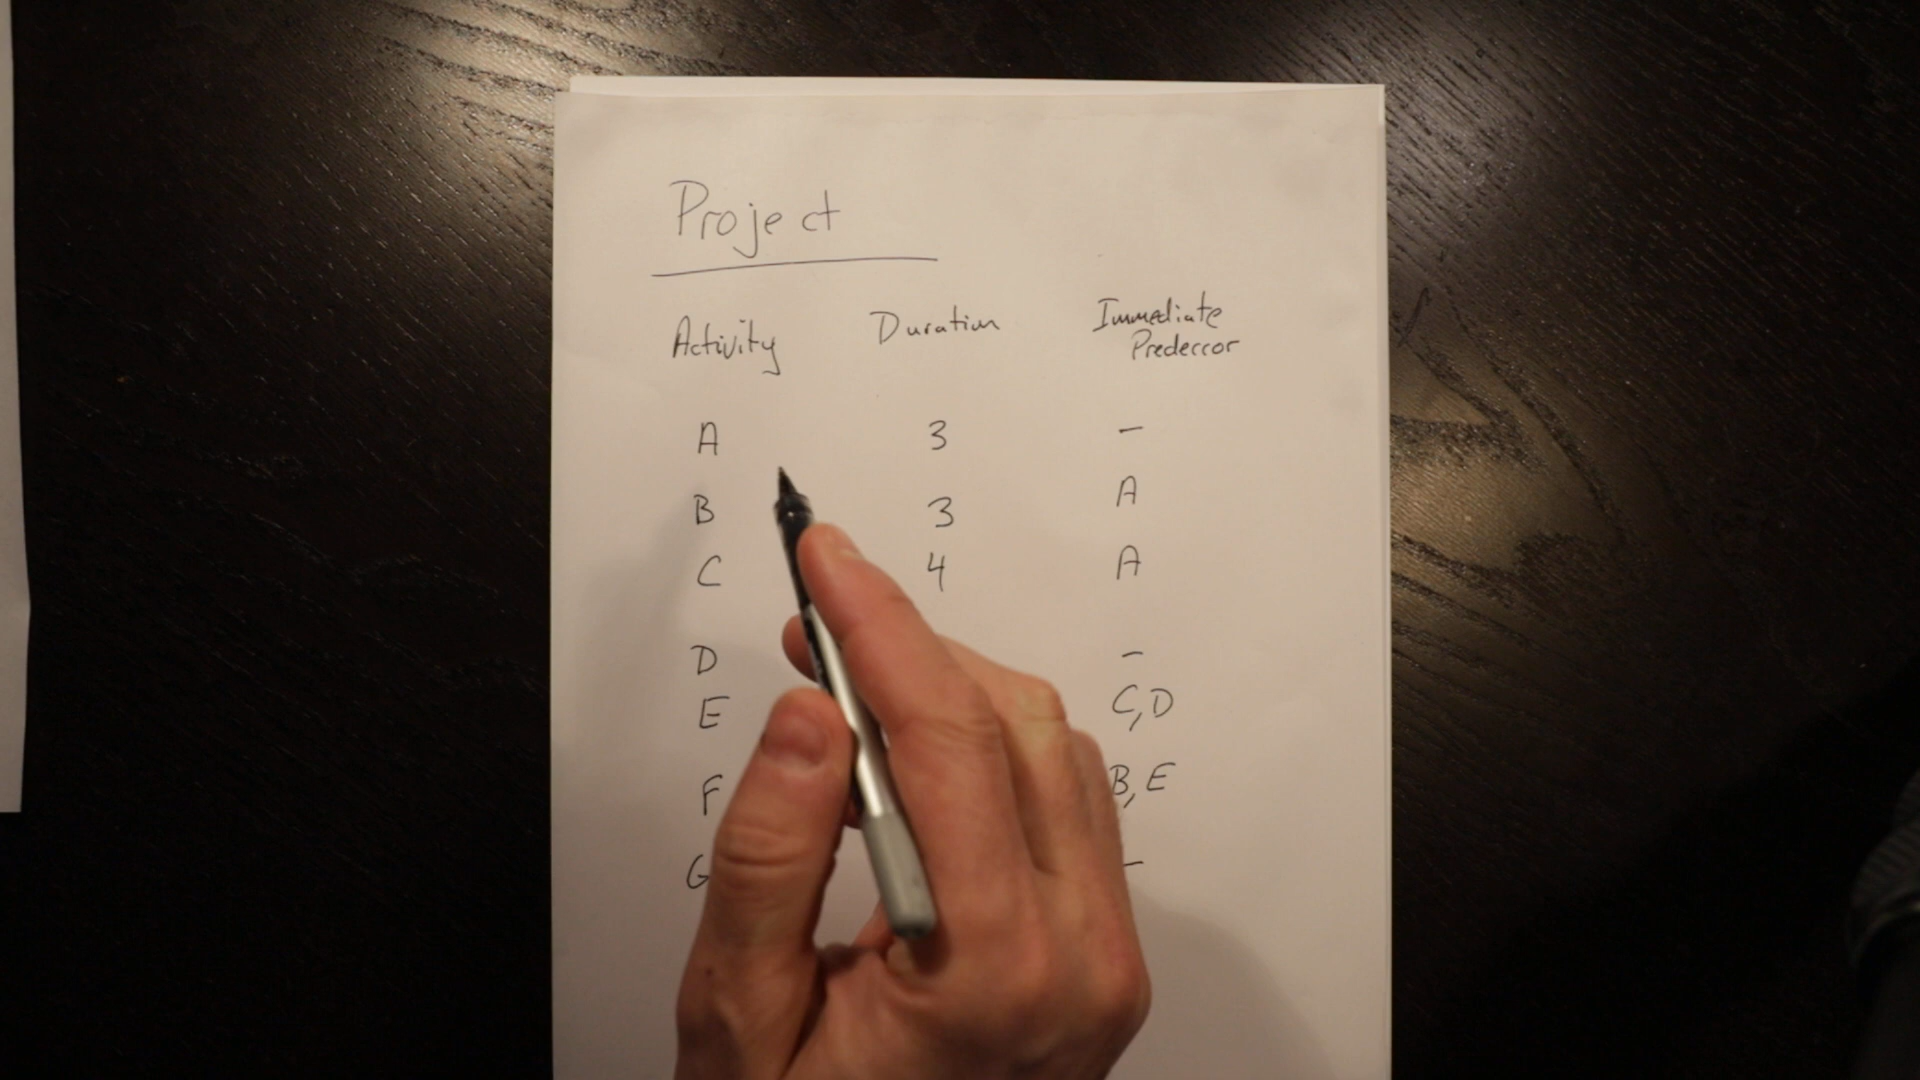 Project
Activity Duration Immediate
Predeccor
A 3 -
B 3 A
C 4 A
D -
E C,D
F B,E
G -